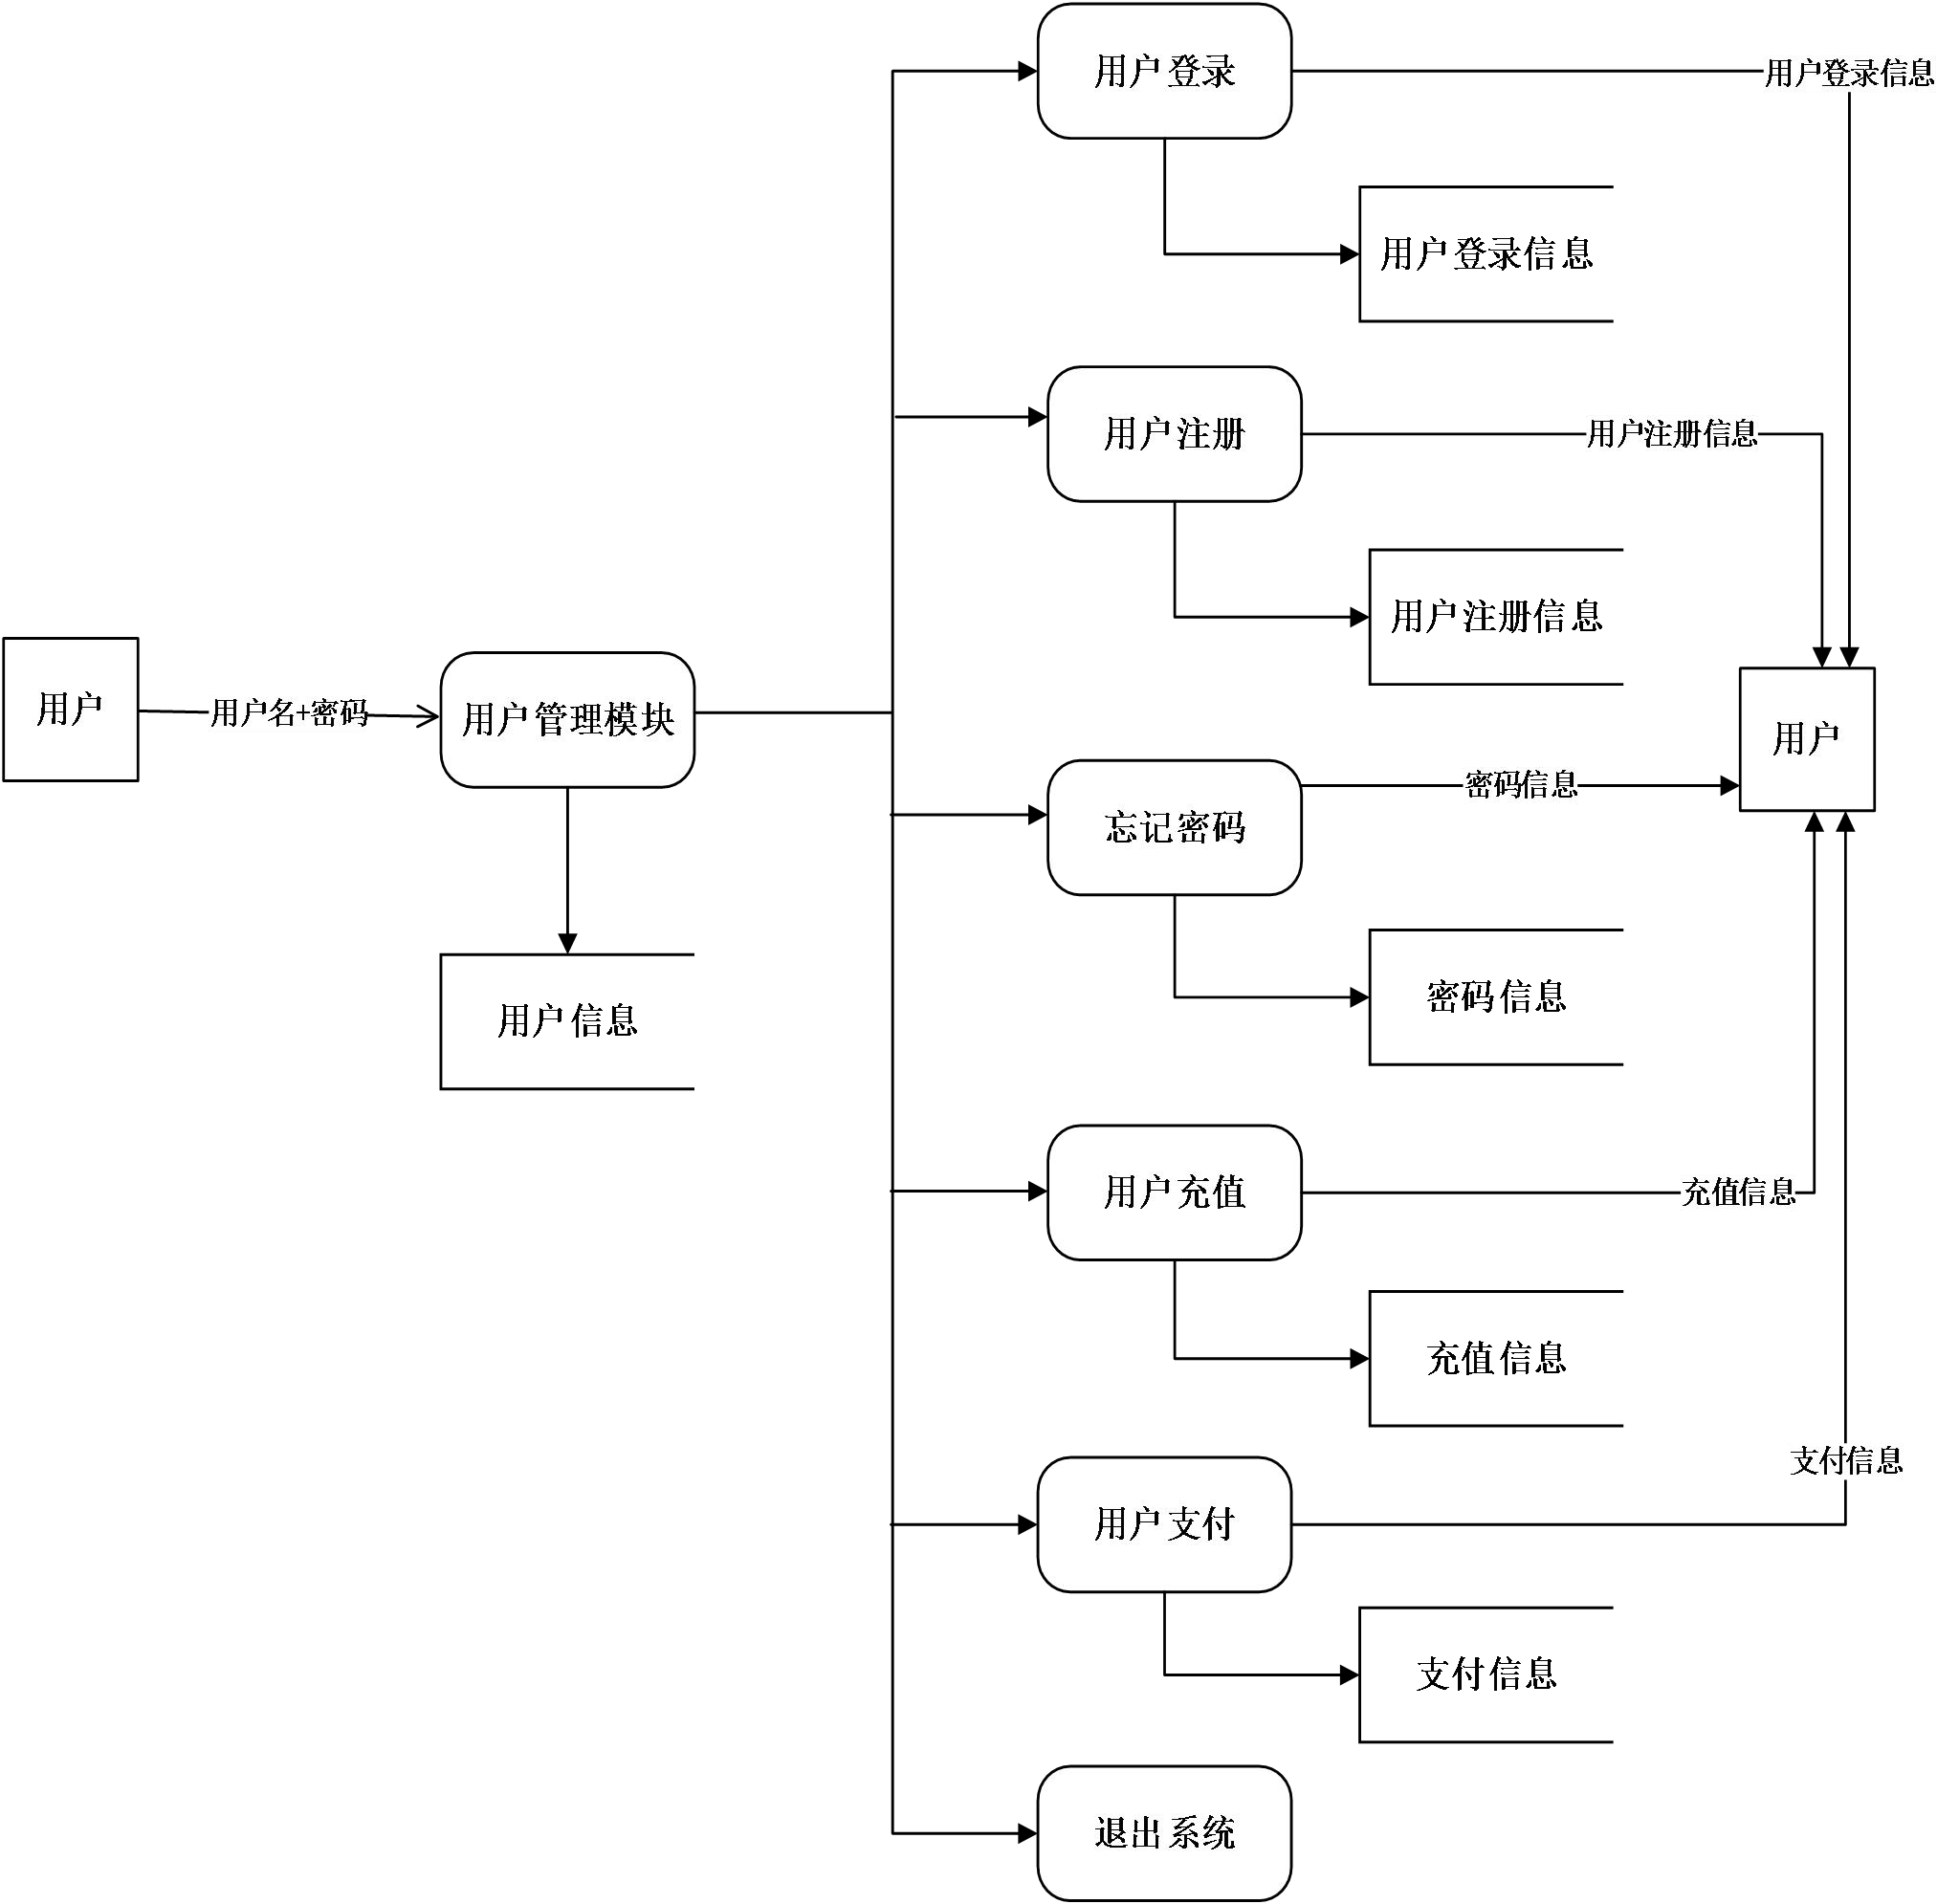 用户登录
用户登录信息
用户登录信息
用户注册
用户注册信息
用户注册信息
用户
用户名+密码
用户管理模块
用户
密码信息
忘记密码
密码信息
用户信息
用户充值
充值信息
充值信息
支付信息
用户支付
支付信息
退出系统